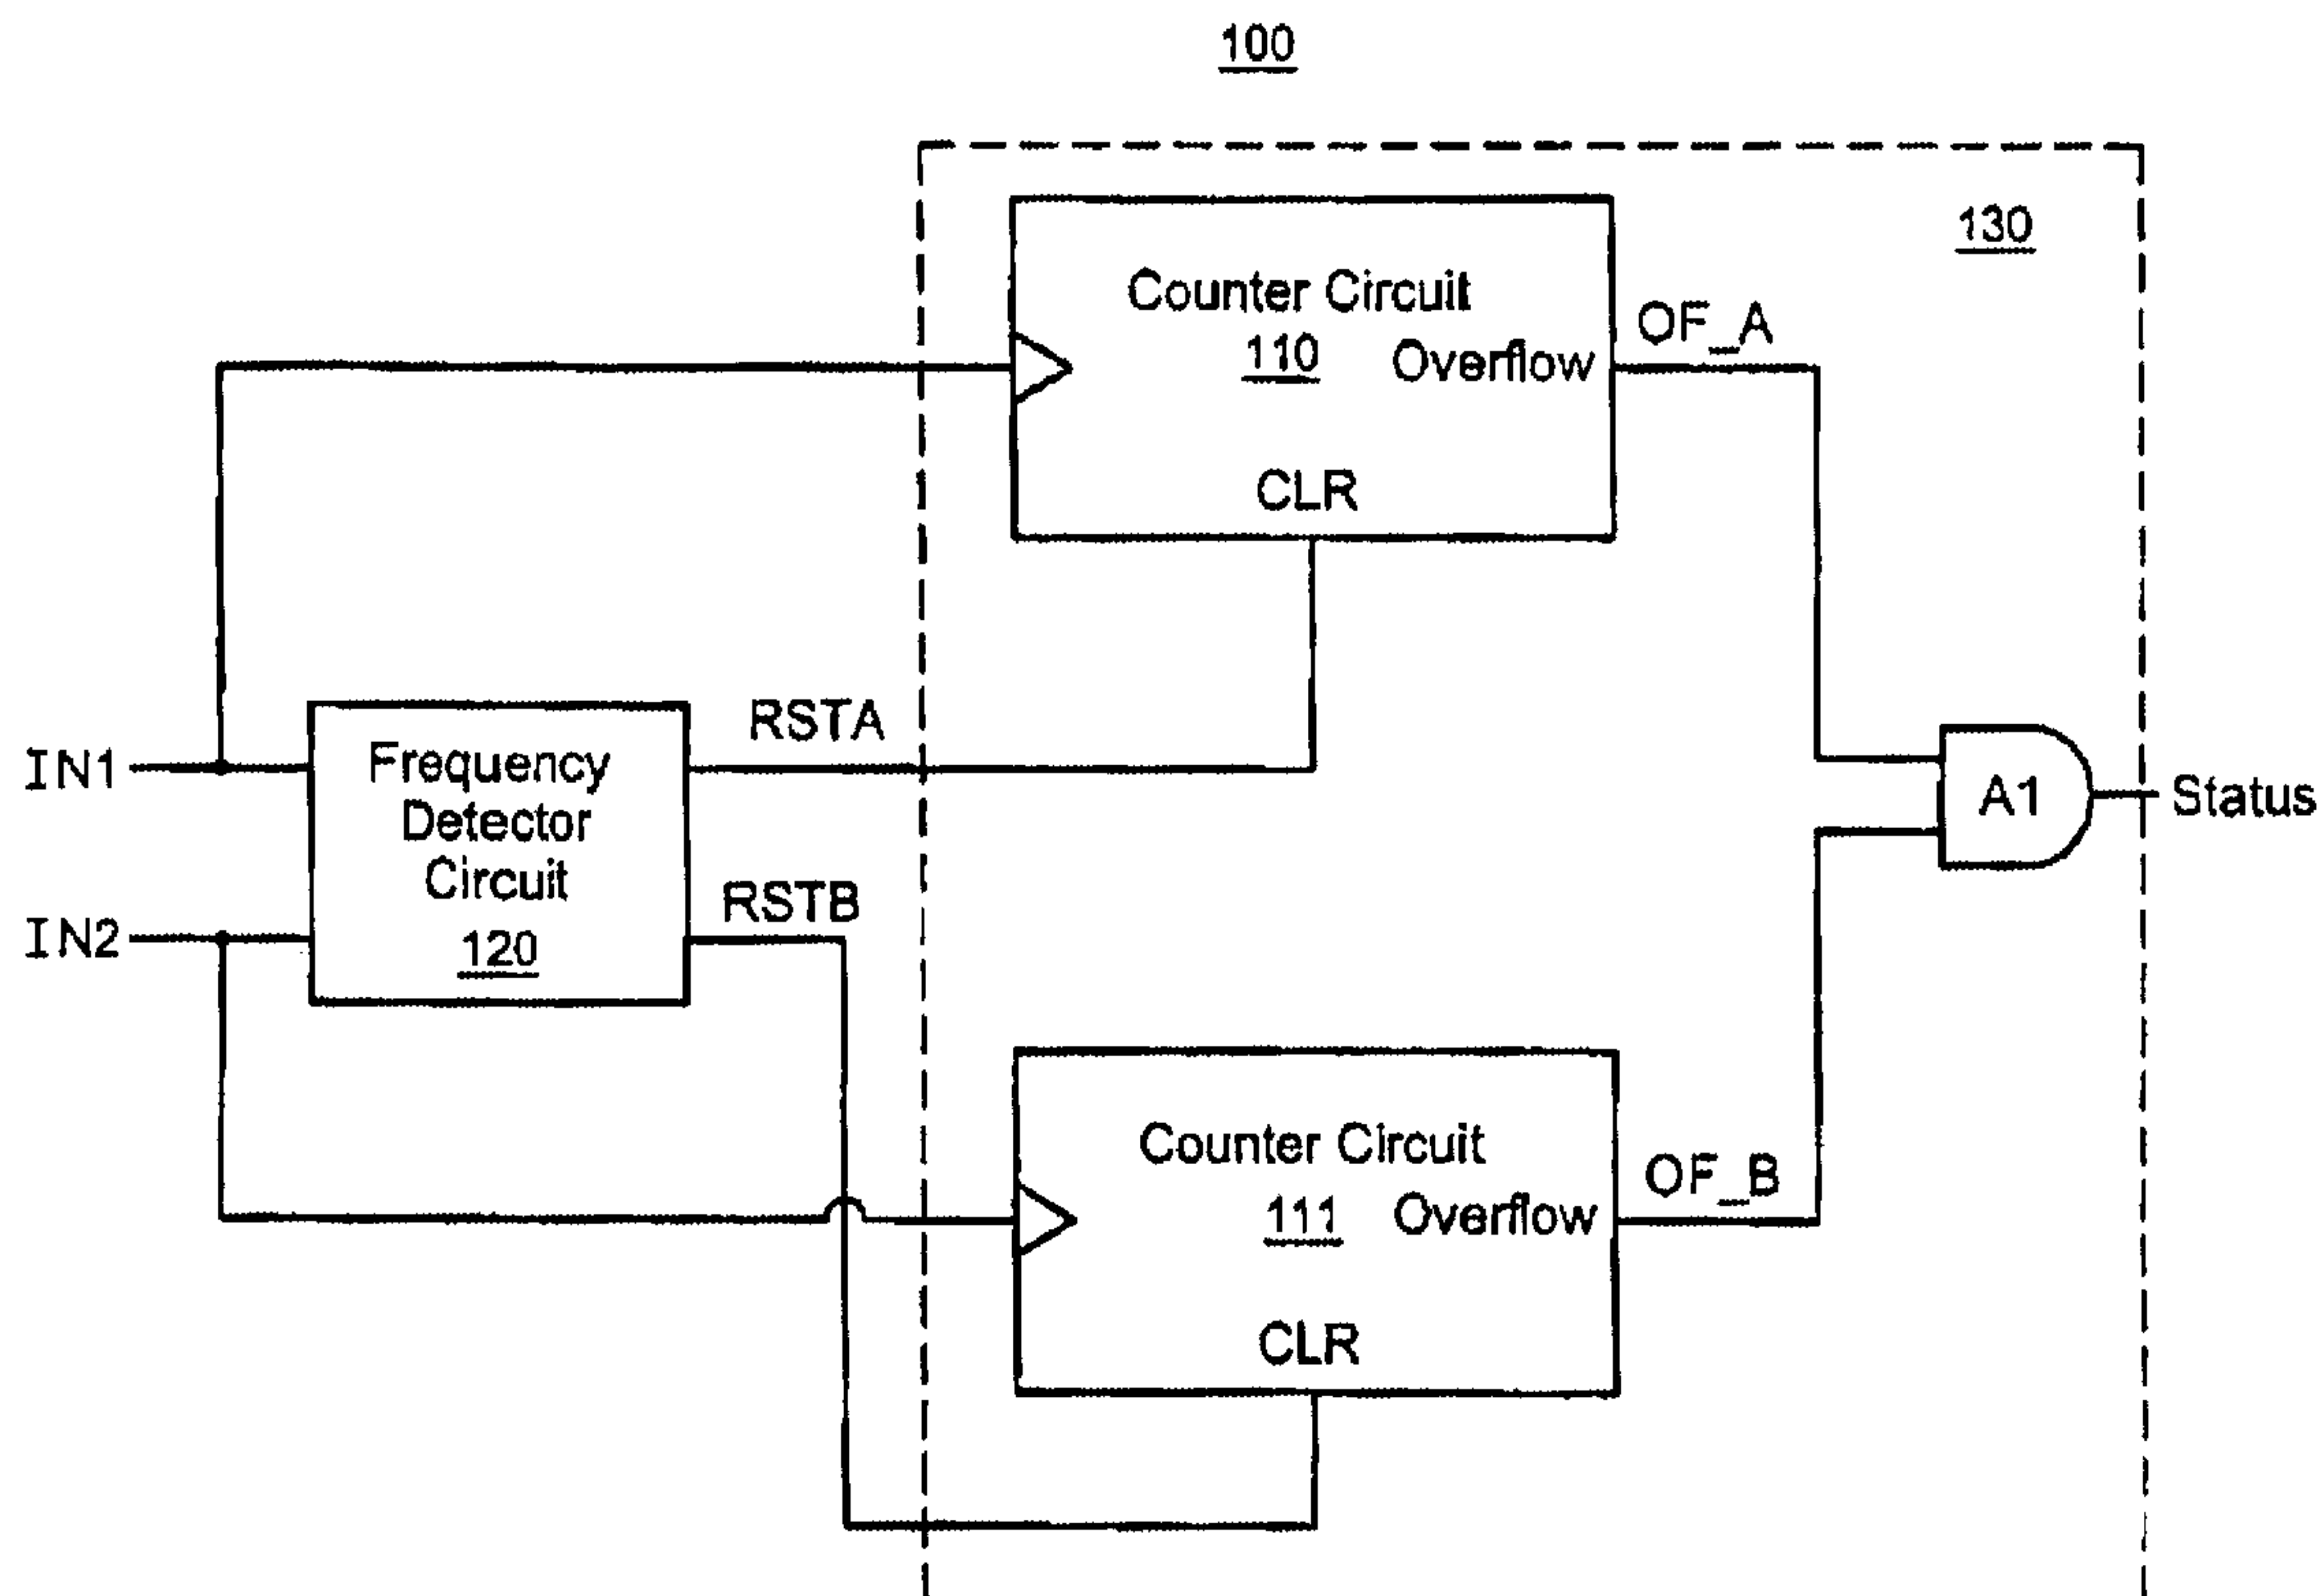 100
130
Counter Circuit
110
Overflow
OF_A
CLR
IN1
IN2
Frequency
Detector
Circuit
120
RSTA
RSTB
A1
Status
Counter Circuit
111
Overflow
OF_B
CLR